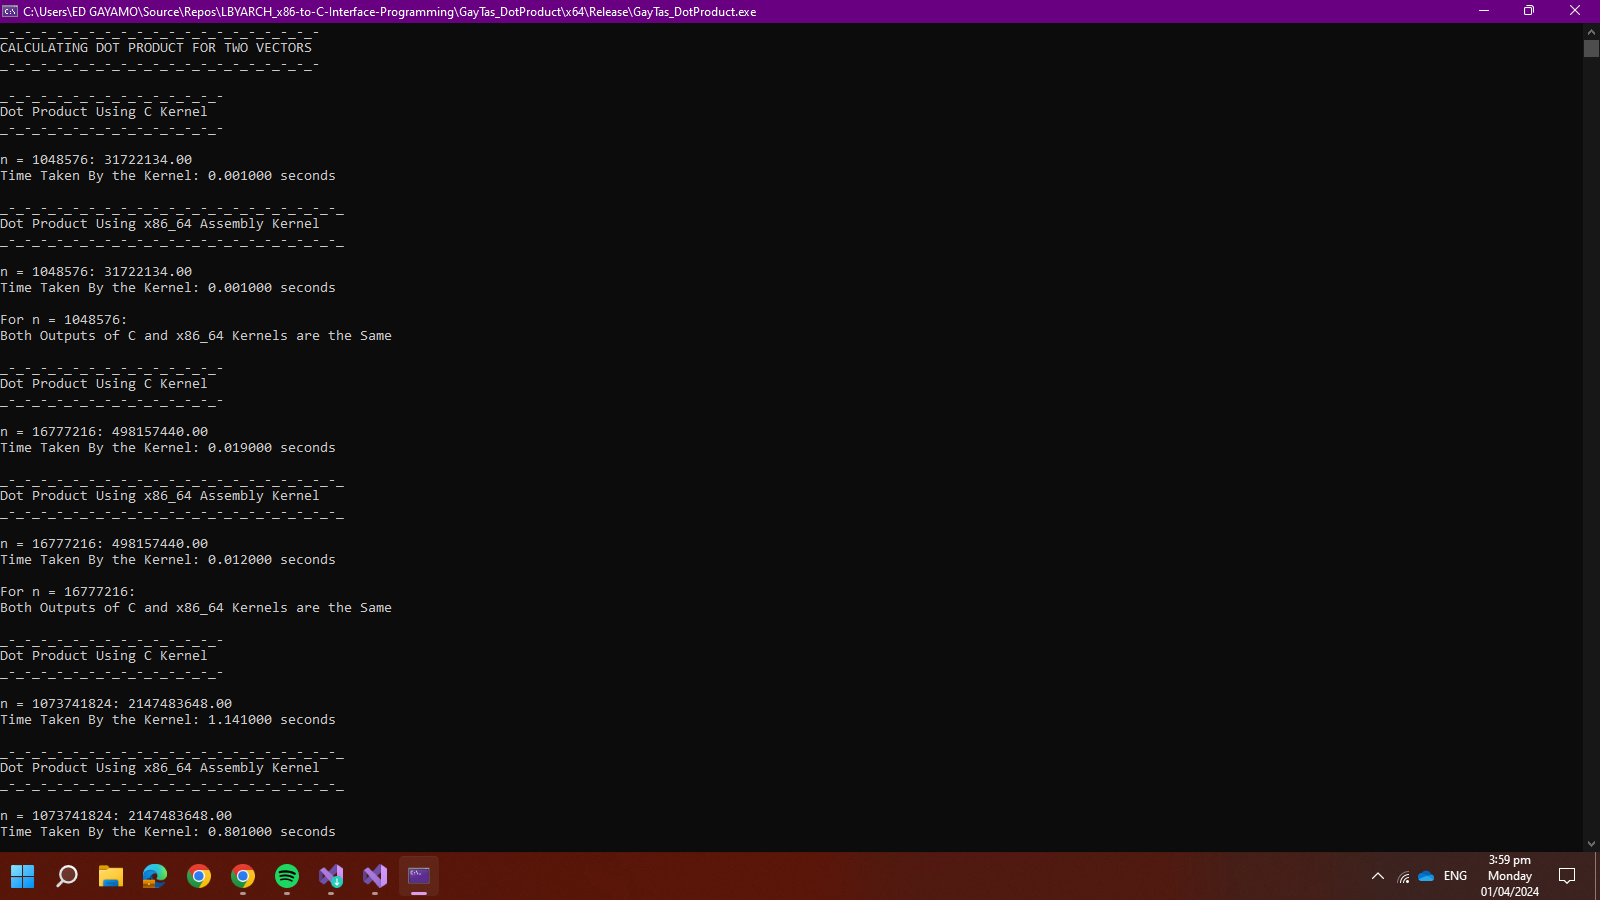 C:\Users\ED GAYAMO\Source\Repos\LBYARCH_x86-to-C-Interface-Programming\GayTas_DotProduct\x64\Release\GayTas_DotProduct.exe
_-_-_-_-_-_-_-_-_-_-_-_-_-_-_-_-_-_-_-_-
CALCULATING DOT PRODUCT FOR TWO VECTORS
_-_-_-_-_-_-_-_-_-_-_-_-_-_-_-_-_-_-_-_-
_-_-_-_-_-_-_-_-_-_-_-_-_-_-
Dot Product Using C Kernel
_-_-_-_-_-_-_-_-_-_-_-_-_-_-
n = 1048576: 31722134.00
Time Taken By the Kernel: 0.001000 seconds
_-_-_-_-_-_-_-_-_-_-_-_-_-_-_-_-_-_-_-_-_-_
Dot Product Using x86_64 Assembly Kernel
_-_-_-_-_-_-_-_-_-_-_-_-_-_-_-_-_-_-_-_-_-_
n = 1048576: 31722134.00
Time Taken By the Kernel: 0.001000 seconds
For n = 1048576:
Both Outputs of C and x86_64 Kernels are the Same
_-_-_-_-_-_-_-_-_-_-_-_-_-_-
Dot Product Using C Kernel
_-_-_-_-_-_-_-_-_-_-_-_-_-_-
n = 16777216: 498157440.00
Time Taken By the Kernel: 0.019000 seconds
_-_-_-_-_-_-_-_-_-_-_-_-_-_-_-_-_-_-_-_-_-_
Dot Product Using x86_64 Assembly Kernel
_-_-_-_-_-_-_-_-_-_-_-_-_-_-_-_-_-_-_-_-_-_
n = 16777216: 498157440.00
Time Taken By the Kernel: 0.012000 seconds
For n = 16777216:
Both Outputs of C and x86_64 Kernels are the Same
_-_-_-_-_-_-_-_-_-_-_-_-_-_-
Dot Product Using C Kernel
_-_-_-_-_-_-_-_-_-_-_-_-_-_-
n = 1073741824: 2147483648.00
Time Taken By the Kernel: 1.141000 seconds
_-_-_-_-_-_-_-_-_-_-_-_-_-_-_-_-_-_-_-_-_-_
Dot Product Using x86_64 Assembly Kernel
_-_-_-_-_-_-_-_-_-_-_-_-_-_-_-_-_-_-_-_-_-_
n = 1073741824: 2147483648.00
Time Taken By the Kernel: 0.801000 seconds
ENG
3:59 pm
Monday
01/04/2024